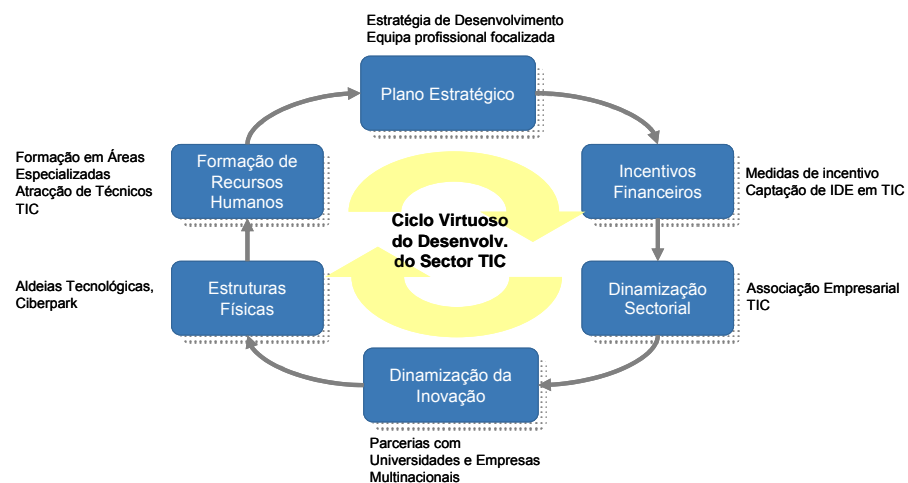 Estratégia de Desenvolvimento
Equipa profissional focalizada
Plano Estratégico
Formação em Áreas
Especializadas
Atracção de Técnicos
TIC
Formação de
Recursos
Humanos
Incentivos
Financeiros
Medidas de incentivo
Captação de IDE em TIC
Ciclo Virtuoso
do Desenvolv.
do Sector TIC
Aldeias Tecnológicas,
Ciberpark
Estruturas
Físicas
Dinamização
Sectorial
Associação Empresarial
TIC
Dinamização da
Inovação
Parcerias com
Universidades e Empresas
Multinacionais